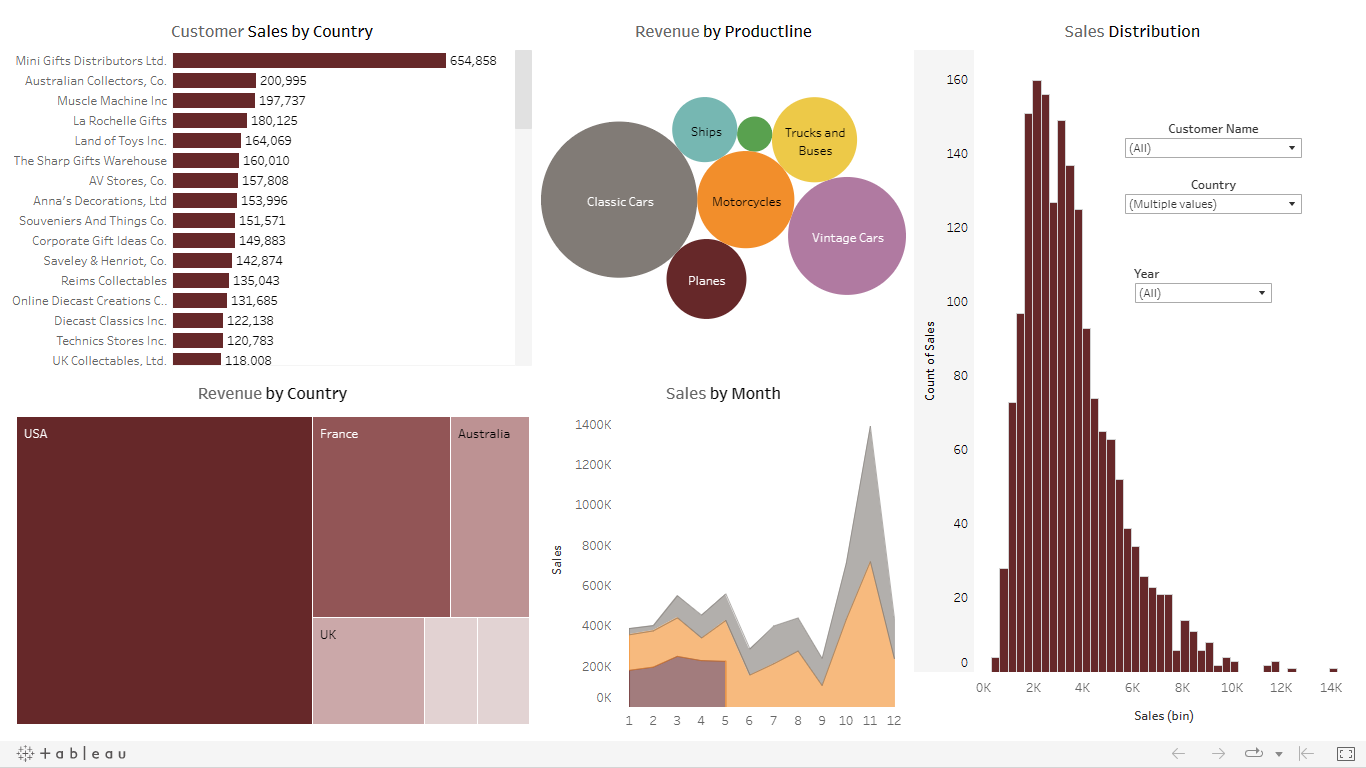 Customer Sales by Country
Mini Gifts Distributors Ltd. 654,858
Australian Collectors, Co. 200,995
Muscle Machine Inc 197,737
La Rochelle Gifts 180,125
Land of Toys Inc. 164,069
The Sharp Gifts Warehouse 160,010
AV Stores, Co. 157,808
Anna's Decorations, Ltd 153,996
Souveniers And Things Co. 151,571
Corporate Gift Ideas Co. 149,883
Saveley & Henriot, Co. 142,874
Reims Collectables 135,043
Online Diecast Creations C.. 131,685
Diecast Classics Inc. 122,138
Technics Stores Inc. 120,783
UK Collectables, Ltd. 118,008
Revenue by Productline
Ships
Trucks and
Buses
Classic Cars
Motorcycles
Vintage Cars
Planes
Sales Distribution
Customer Name
(All)
Country
(Multiple values)
Year
(All)
Count of Sales
160
140
120
100
80
60
40
20
0
0K 2K 4K 6K 8K 10K 12K 14K
Sales (bin)
Revenue by Country
USA
France
Australia
UK
Sales by Month
Sales
1400K
1200K
1000K
800K
600K
400K
200K
0K
1 2 3 4 5 6 7 8 9 10 11 12
+ a b | e a u